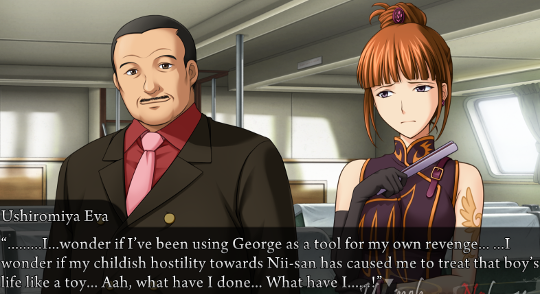 Ushiromiya Eva
“.........I...wonder if I’ve been using George as a tool for my own revenge... ...I
wonder if my childish hostility towards Nii-san has caused me to treat that boy’s
life like a toy... Aah, what have I done... What have I.....!”